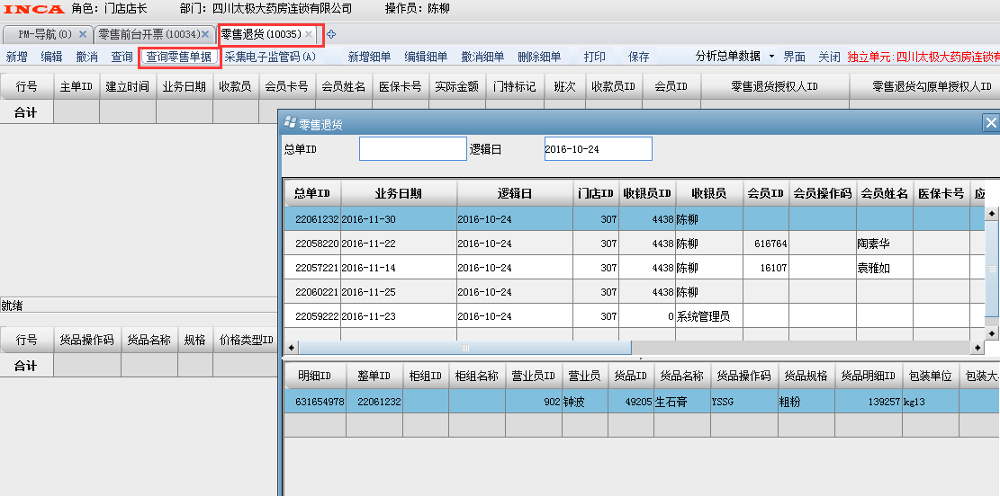 INCA 角色：门店店长 部门：四川太极大药房连锁有限公司 操作员：陈柳
PM-导航(0) × 零售前台开票(10034) × 零售退货(10035) ×
新增 编辑 撤消 查询 查询零售单据 采集电子监管码(A) 新增细单 编辑细单 撤消细单 删除细单 打印 保存 分析总单数据 界面 关闭 独立单元:四川太极大药房连锁有
行号 主单ID 建立时间 业务日期 收款员 会员卡号 会员姓名 医保卡号 实际金额 门特标记 班次 收款员ID 会员ID 零售退货授权人ID 零售退货勾原单授权人ID
合计
零售退货
总单ID 逻辑日 2016-10-24
总单ID 业务日期 逻辑日 门店ID 收银员ID 收银员 会员ID 会员操作码 会员姓名 医保卡号 应
22061232 2016-11-30 2016-10-24 307 4438 陈柳
22058220 2016-11-22 2016-10-24 307 4438 陈柳 616764 陶素华
22057221 2016-11-14 2016-10-24 307 4438 陈柳 16107 袁雅如
22060221 2016-11-25 2016-10-24 307 4438 陈柳
22059222 2016-11-23 2016-10-24 307 0 系统管理员
就绪
行号 货品操作码 货品名称 规格 价格类型ID
合计
明细ID 整单ID 柜组ID 柜组名称 营业员ID 营业员 货品ID 货品名称 货品操作码 货品规格 货品明细ID 包装单位 包装大
631654978 22061232 902 钟波 49205 生石膏 YSSG 粗粉 139257 kg13